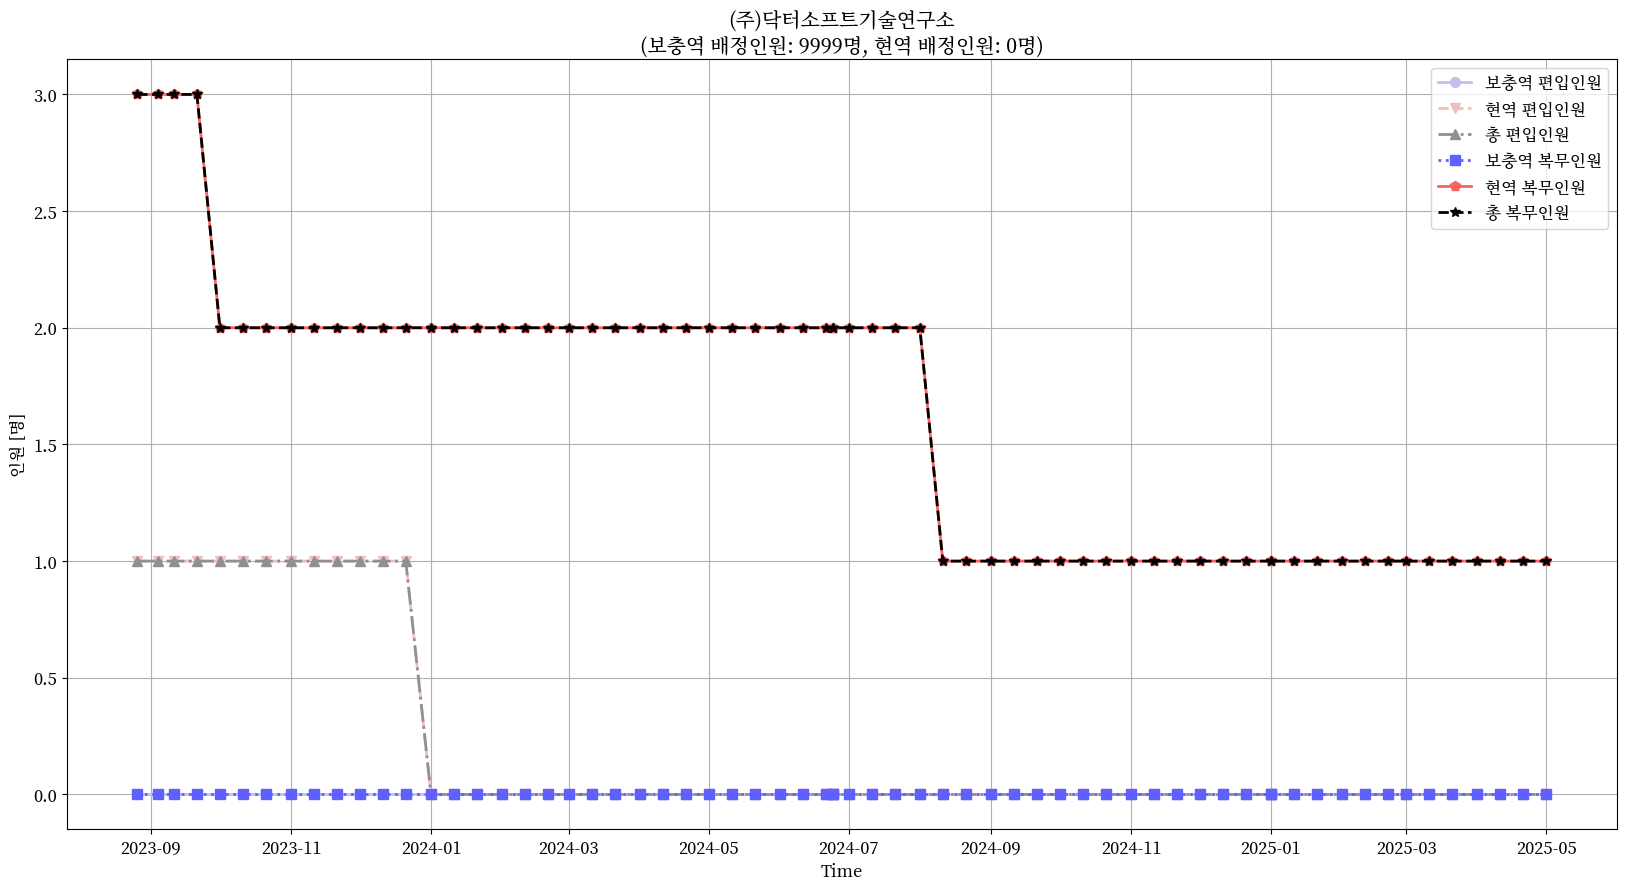 (주)닥터소프트기술연구소
(보충역 배정인원: 9999명, 현역 배정인원: 0명)
보충역 편입인원
현역 편입인원
총 편입인원
보충역 복무인원
현역 복무인원
총 복무인원
인원 [명]
3.0
2.5
2.0
1.5
1.0
0.5
0.0
2023-09
2023-11
2024-01
2024-03
2024-05
2024-07
2024-09
2024-11
2025-01
2025-03
2025-05
Time